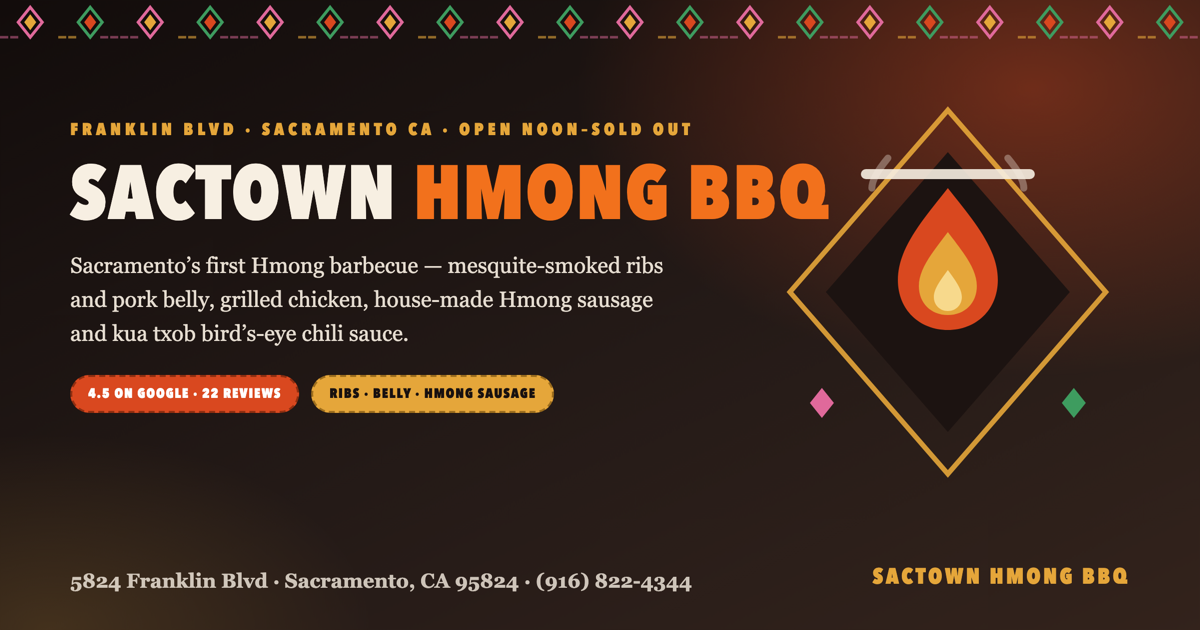 FRANKLIN BLVD · SACRAMENTO CA · OPEN NOON-SOLD OUT
SACTOWN HMONG BBQ
Sacramento’s first Hmong barbecue — mesquite-smoked ribs
and pork belly, grilled chicken, house-made Hmong sausage
and kua txob bird’s-eye chili sauce.
4.5 ON GOOGLE · 22 REVIEWS
RIBS · BELLY · HMONG SAUSAGE
5824 Franklin Blvd · Sacramento, CA 95824 · (916) 822-4344
SACTOWN HMONG BBQ